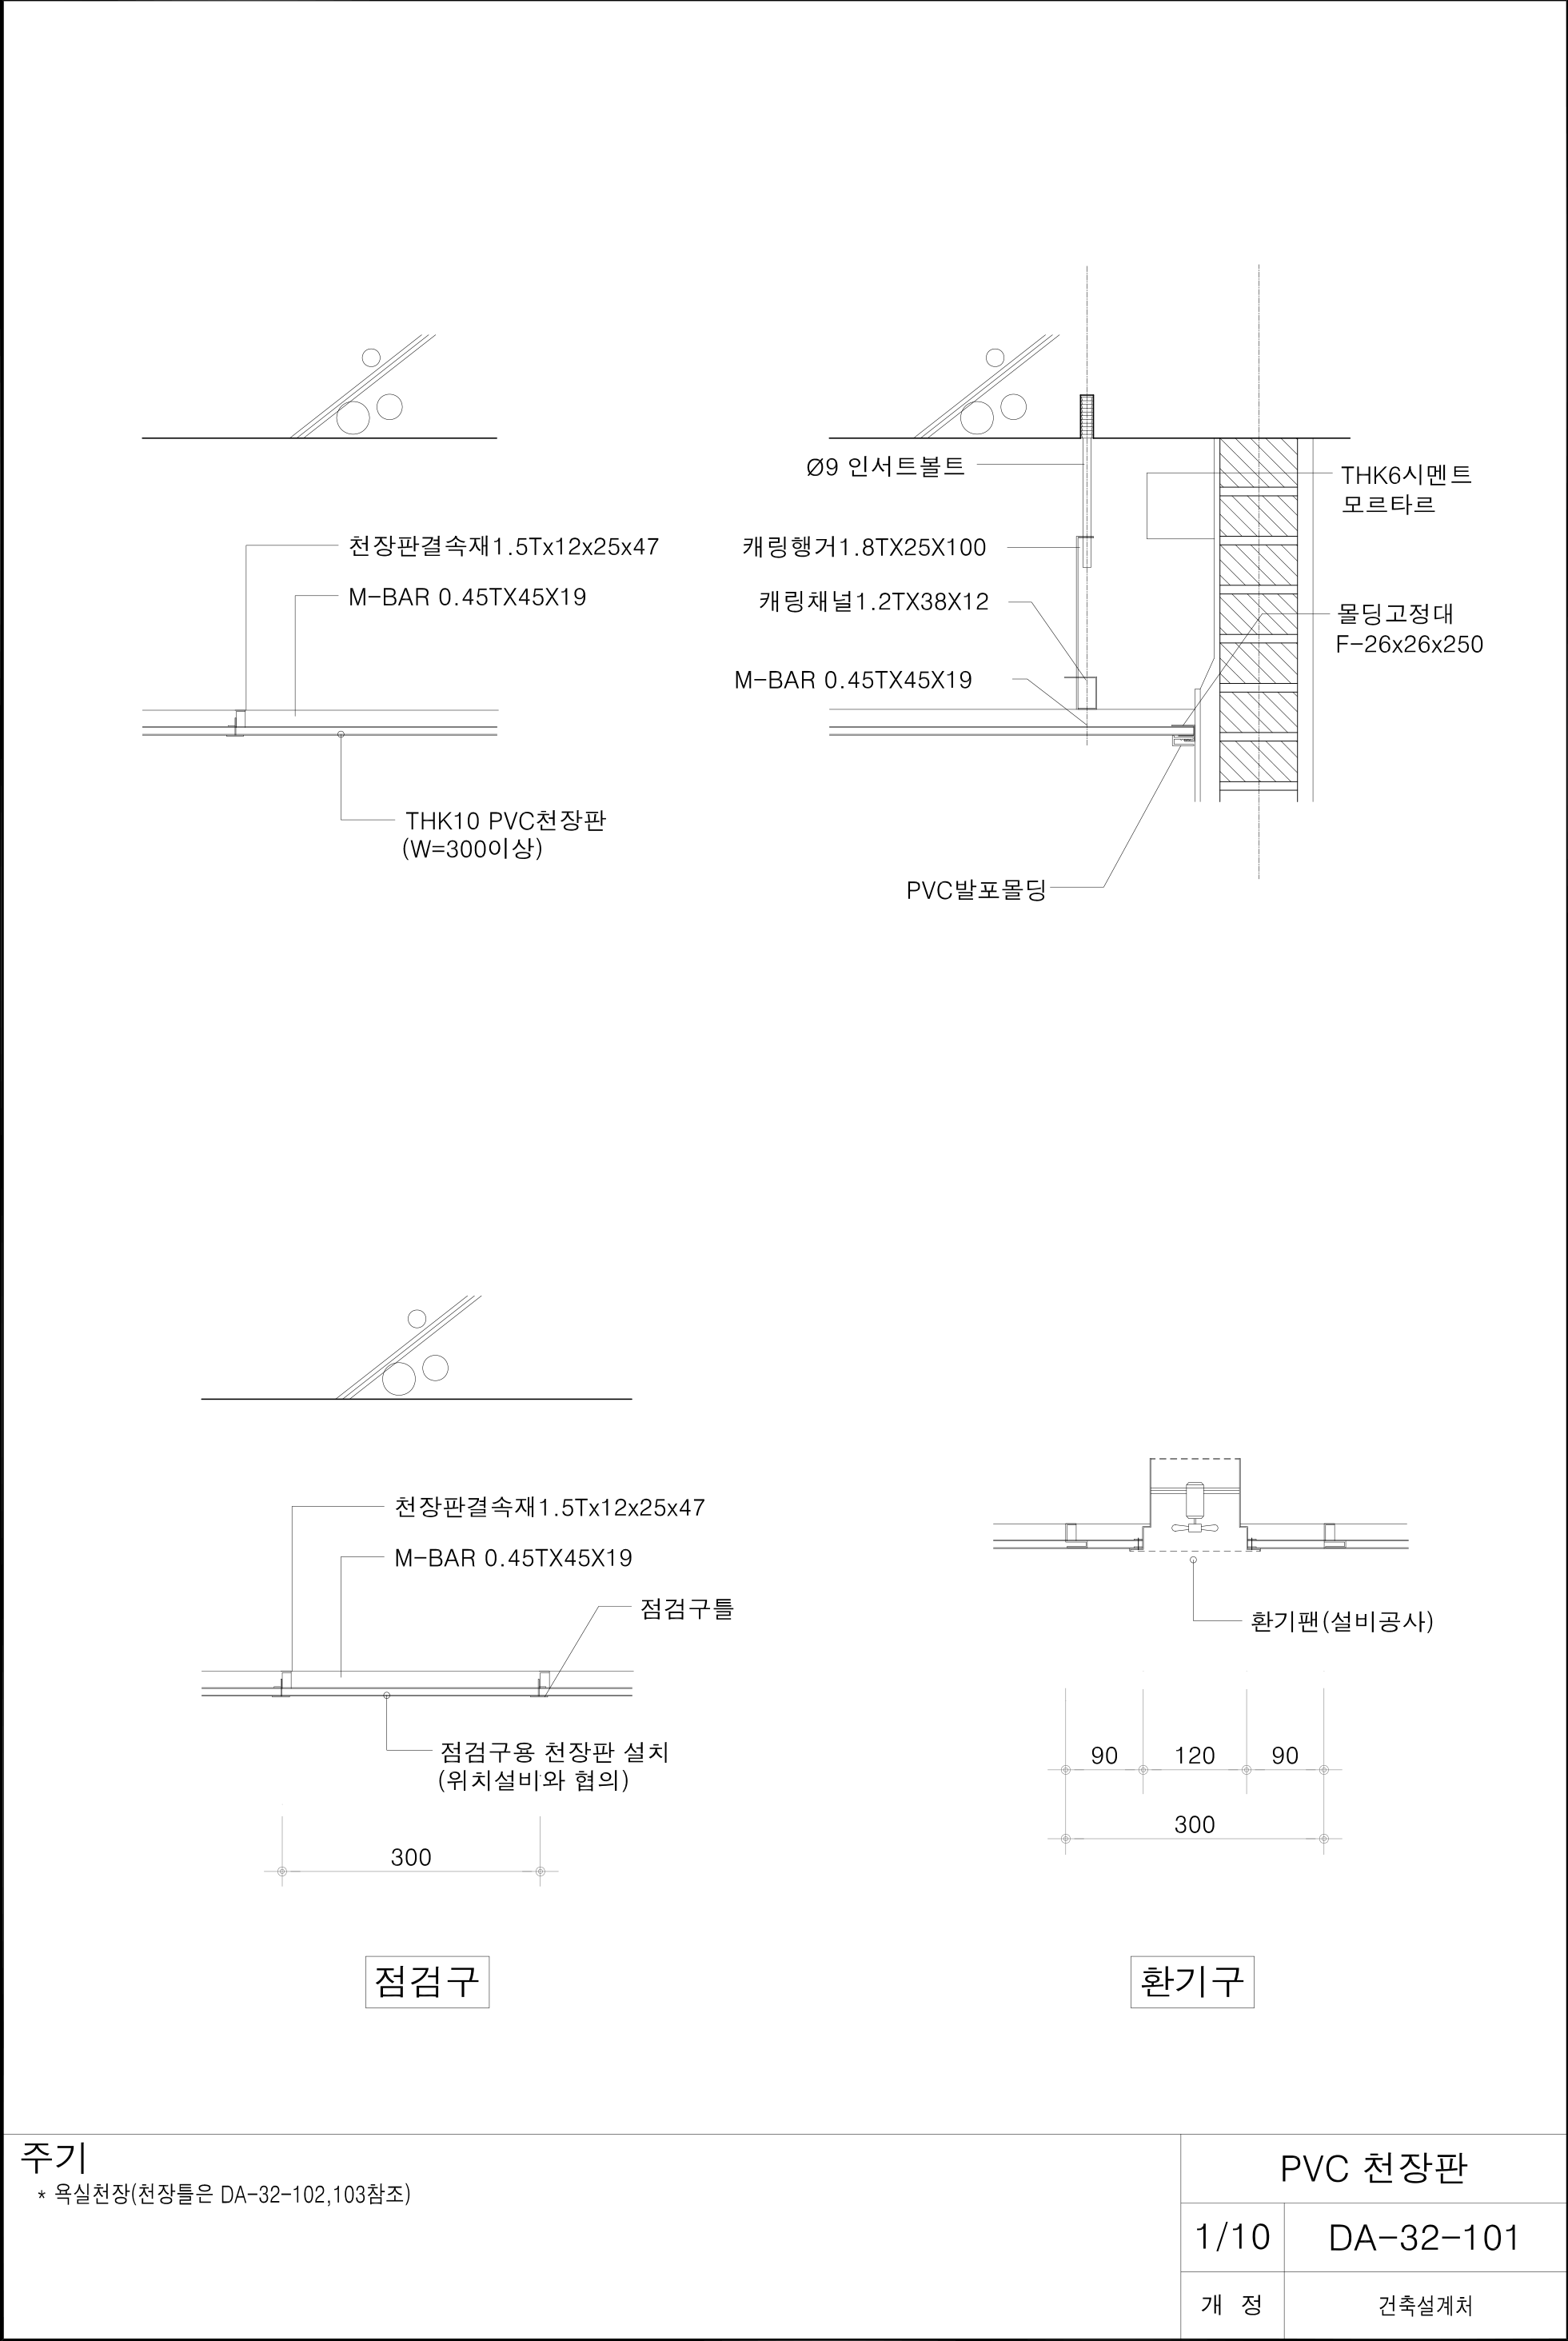 Ø9 인서트볼트
THK6시멘트
모르타르
천장판결속재1.5Tx12x25x47
캐링행거1.8TX25X100
M-BAR 0.45TX45X19
캐링채널1.2TX38X12
몰딩고정대
F-26x26x250
M-BAR 0.45TX45X19
THK10 PVC천장판
(W=300이상)
PVC발포몰딩
천장판결속재1.5Tx12x25x47
M-BAR 0.45TX45X19
점검구틀
환기팬(설비공사)
점검구용 천장판 설치
(위치설비와 협의)
90 120 90
300
300
점검구
환기구
주기
* 욕실천장(천장틀은 DA-32-102,103참조)
PVC 천장판
1/10 DA-32-101
개 정 건축설계처